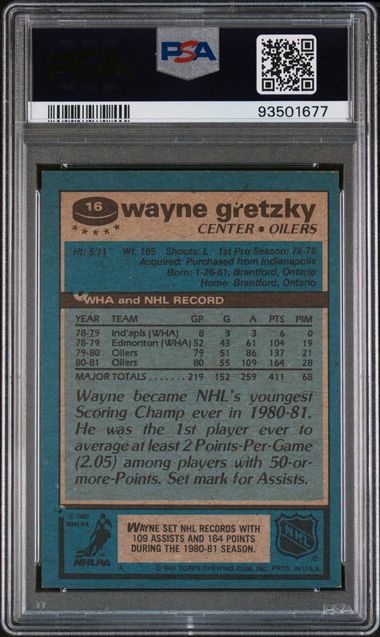 PSA
PSA
93501677
16
wayne gretzky
CENTER • OILERS
Ht: 5'11" Wt: 165 Shoots: L 1st Pro Season: 78-79
Acquired: Purchased from Indianapolis
Born: 1-26-61, Brantford, Ontario
Home: Brantford, Ontario
WHA and NHL RECORD
YEAR TEAM GP G A PTS PIM
78-79 Ind'apls (WHA) 8 3 3 6 0
78-79 Edmonton (WHA) 52 43 61 104 19
79-80 Oilers 79 51 86 137 21
80-81 Oilers 80 55 109 164 28
MAJOR TOTALS 219 152 259 411 68
Wayne became NHL's youngest
Scoring Champ ever in 1980-81.
He was the 1st player ever to
average at least 2 Points-Per-Game
(2.05) among players with 50-or-
more-Points. Set mark for Assists.
© 1981
NHLPA
NHLPA
WAYNE SET NHL RECORDS WITH
109 ASSISTS AND 164 POINTS
DURING THE 1980-81 SEASON.
NHL
A © 1981 TOPPS CHEWING GUM, INC. PRTD. IN U.S.A.
PSA